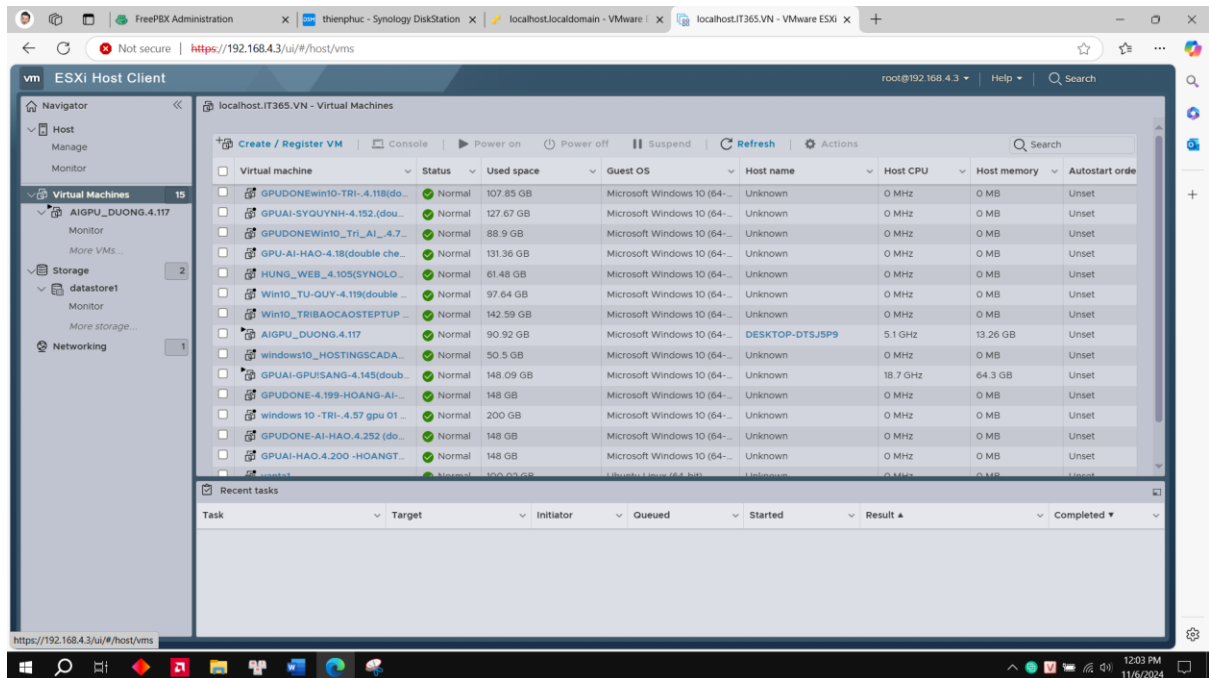 FreePBX Administration
thienphuc - Synology DiskStation
localhost.localdomain - VMware
localhost.IT365.VN - VMware ESXi
Not secure
https://192.168.4.3/ui/#/host/vms
vm ESXi Host Client
root@192.168.4.3
Help
Search
Navigator
localhost.IT365.VN - Virtual Machines
Host
Manage
Monitor
Virtual Machines 15
AIGPU_DUONG.4.117
Monitor
More VMs...
Storage 2
datastore1
Monitor
More storage...
Networking 1
Create / Register VM Console Power on Power off Suspend Refresh Actions Search
Virtual machine Status Used space Guest OS Host name Host CPU Host memory Autostart orde
GPUDONEwin10-TRI-.4.118(do... Normal 107.85 GB Microsoft Windows 10 (64-... Unknown 0 MHz 0 MB Unset
GPUAI-SYQUYNH-4.152.(dou... Normal 127.67 GB Microsoft Windows 10 (64-... Unknown 0 MHz 0 MB Unset
GPUDONEWin10_Tri_AI_.4.7... Normal 88.9 GB Microsoft Windows 10 (64-... Unknown 0 MHz 0 MB Unset
GPU-AI-HAO-4.18(double che... Normal 131.36 GB Microsoft Windows 10 (64-... Unknown 0 MHz 0 MB Unset
HUNG_WEB_4.105(SYNOLO... Normal 61.48 GB Microsoft Windows 10 (64-... Unknown 0 MHz 0 MB Unset
Win10_TU-QUY-4.119(double ... Normal 97.64 GB Microsoft Windows 10 (64-... Unknown 0 MHz 0 MB Unset
Win10_TRIBAOCAOSTEPTUP ... Normal 142.59 GB Microsoft Windows 10 (64-... Unknown 0 MHz 0 MB Unset
AIGPU_DUONG.4.117 Normal 90.92 GB Microsoft Windows 10 (64-... DESKTOP-DTSJ5P9 5.1 GHz 13.26 GB Unset
windows10_HOSTINGSCADA... Normal 50.5 GB Microsoft Windows 10 (64-... Unknown 0 MHz 0 MB Unset
GPUAI-GPU!SANG-4.145(doub... Normal 148.09 GB Microsoft Windows 10 (64-... Unknown 18.7 GHz 64.3 GB Unset
GPUDONE-4.199-HOANG-AI-... Normal 148 GB Microsoft Windows 10 (64-... Unknown 0 MHz 0 MB Unset
windows 10 -TRI-.4.57 gpu 01 ... Normal 200 GB Microsoft Windows 10 (64-... Unknown 0 MHz 0 MB Unset
GPUDONE-AI-HAO.4.252 (do... Normal 148 GB Microsoft Windows 10 (64-... Unknown 0 MHz 0 MB Unset
GPUAI-HAO.4.200 -HOANGT... Normal 148 GB Microsoft Windows 10 (64-... Unknown 0 MHz 0 MB Unset
Normal Ubuntu Linux (64-bit) Unknown 0 MHz 0 MB Unset
Recent tasks
Task Target Initiator Queued Started Result Completed
https://192.168.4.3/ui/#/host/vms
12:03 PM
11/6/2024